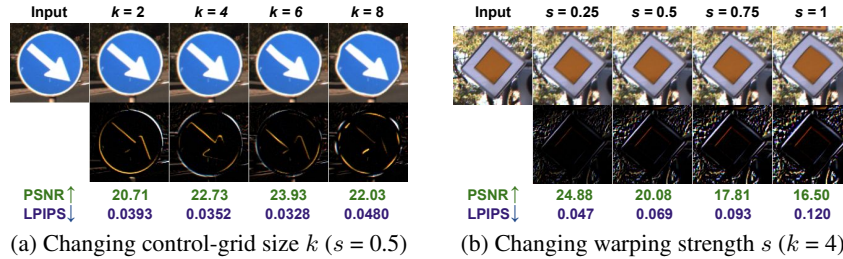 Input k = 2 k = 4 k = 6 k = 8
PSNR↑ 20.71 22.73 23.93 22.03
LPIPS↓ 0.0393 0.0352 0.0328 0.0480
(a) Changing control-grid size k (s = 0.5)
Input s = 0.25 s = 0.5 s = 0.75 s = 1
PSNR↑ 24.88 20.08 17.81 16.50
LPIPS↓ 0.047 0.069 0.093 0.120
(b) Changing warping strength s (k = 4)